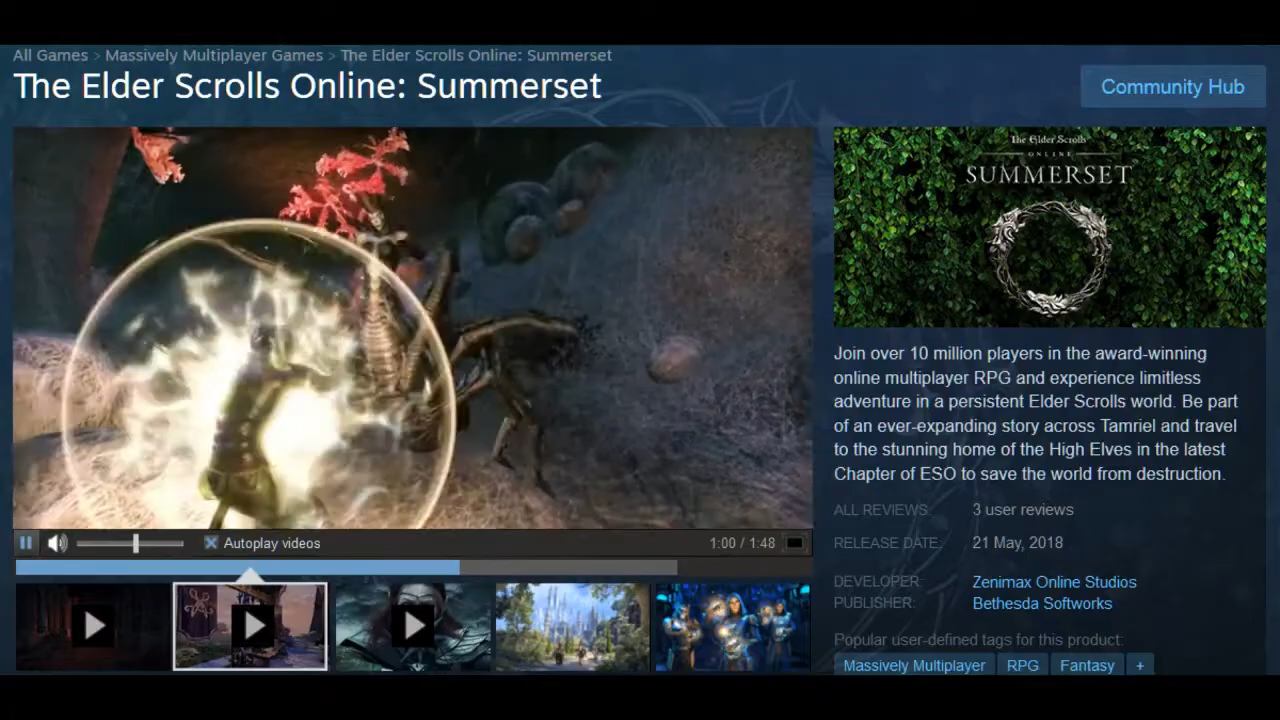 All Games > Massively Multiplayer Games > The Elder Scrolls Online: Summerset
The Elder Scrolls Online: Summerset
Community Hub
The Elder Scrolls
ONLINE
SUMMERSET
Join over 10 million players in the award-winning
online multiplayer RPG and experience limitless
adventure in a persistent Elder Scrolls world. Be part
of an ever-expanding story across Tamriel and travel
to the stunning home of the High Elves in the latest
Chapter of ESO to save the world from destruction.
ALL REVIEWS: 3 user reviews
RELEASE DATE: 21 May, 2018
DEVELOPER: Zenimax Online Studios
PUBLISHER: Bethesda Softworks
Popular user-defined tags for this product:
Massively Multiplayer RPG Fantasy +
Autoplay videos 1:00 / 1:48